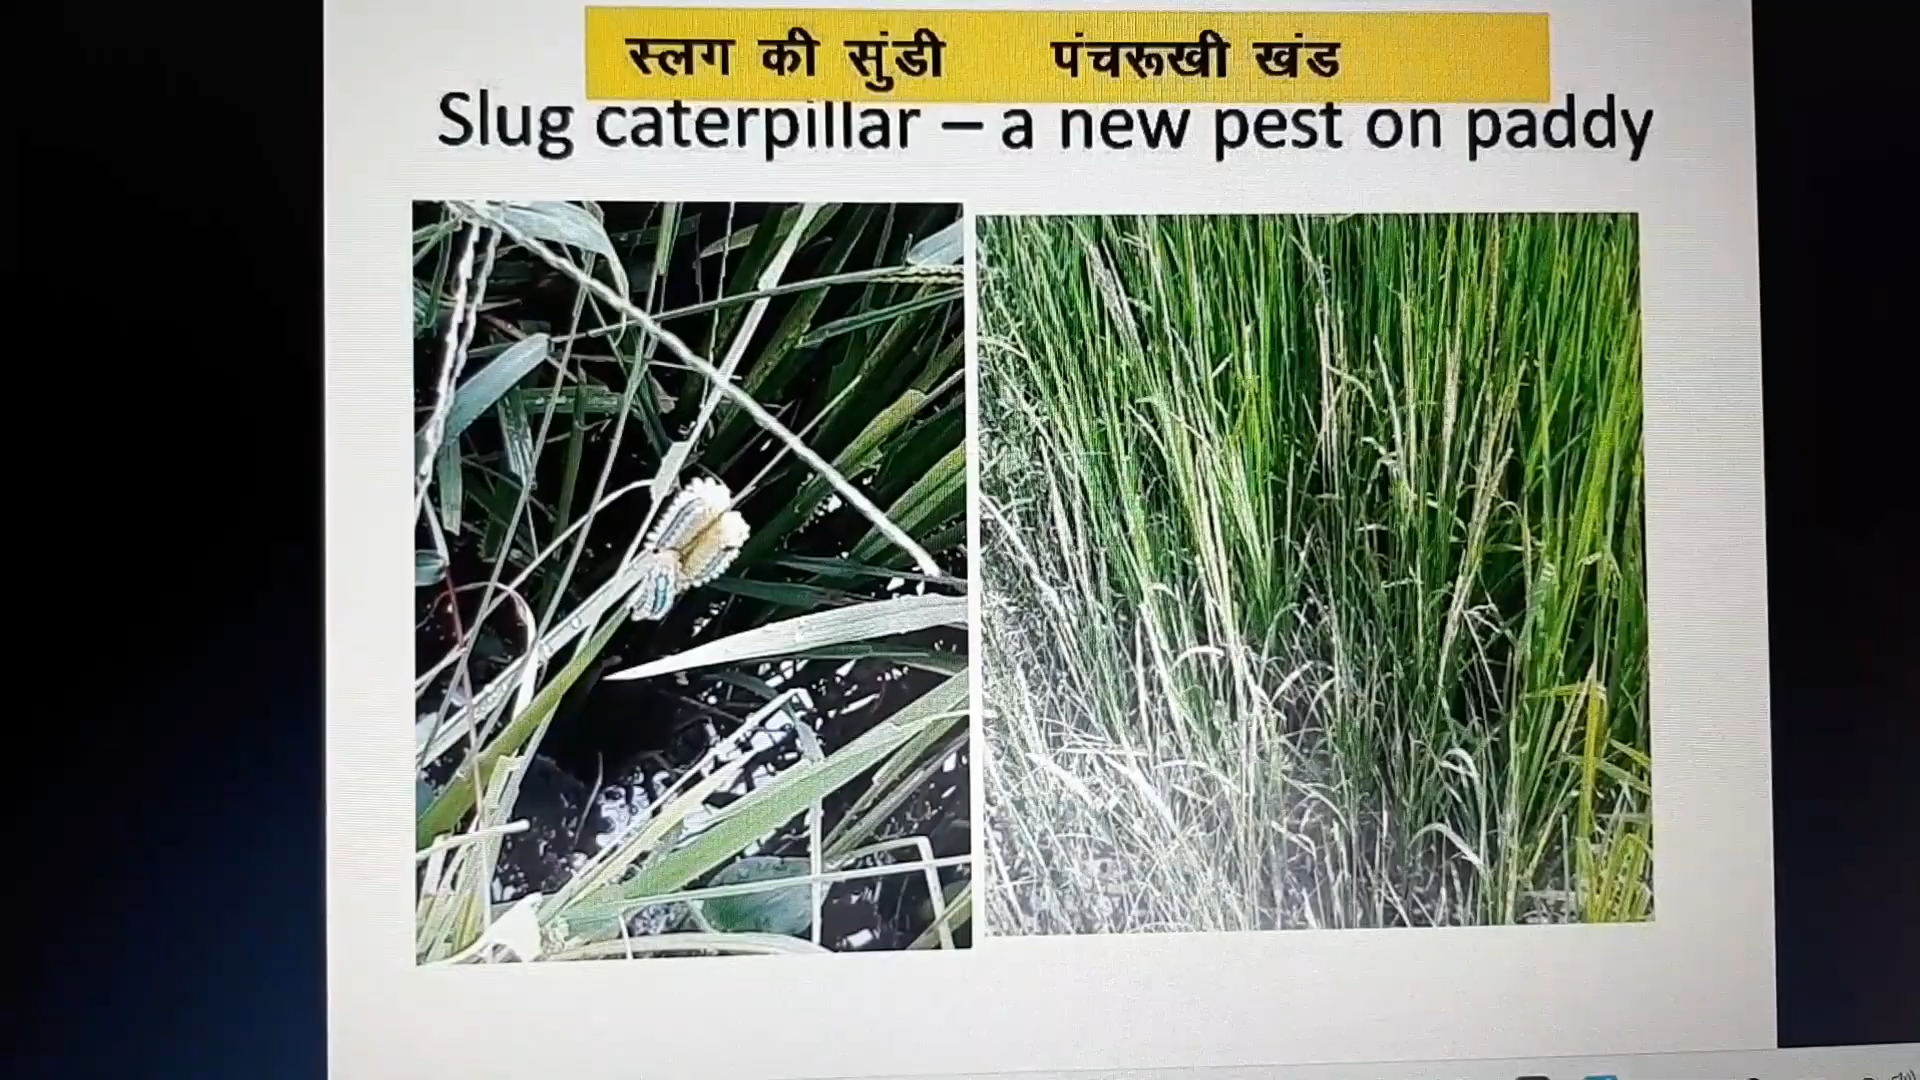 स्लग की सुंडी पंचरूखी खंड
Slug caterpillar – a new pest on paddy